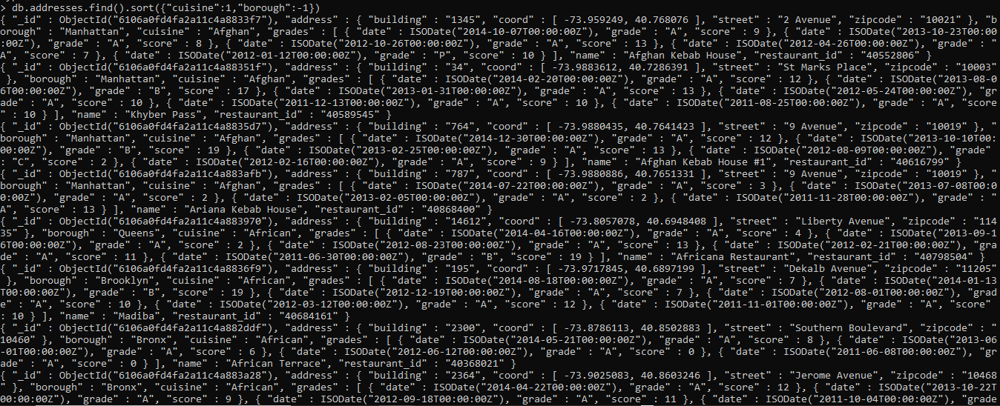 > db.addresses.find().sort({"cuisine":1,"borough":-1})
{ "_id" : ObjectId("6106a0fd4fa2a11c4a8833f7"), "address" : { "building" : "1345", "coord" : [ -73.959249, 40.768076 ], "street" : "2 Avenue", "zipcode" : "10021" }, "b
orough" : "Manhattan", "cuisine" : "Afghan", "grades" : [ { "date" : ISODate("2014-10-07T00:00:00Z"), "grade" : "A", "score" : 9 }, { "date" : ISODate("2013-10-23T00:00
:00Z"), "grade" : "A", "score" : 8 }, { "date" : ISODate("2012-10-26T00:00:00Z"), "grade" : "A", "score" : 13 }, { "date" : ISODate("2012-04-26T00:00:00Z"), "grade" : "
A", "score" : 7 }, { "date" : ISODate("2012-01-12T00:00:00Z"), "grade" : "P", "score" : 10 } ], "name" : "Afghan Kebab House", "restaurant_id" : "40552806" }
{ "_id" : ObjectId("6106a0fd4fa2a11c4a88351f"), "address" : { "building" : "34", "coord" : [ -73.9883612, 40.7286391 ], "street" : "St Marks Place", "zipcode" : "10003"
 }, "borough" : "Manhattan", "cuisine" : "Afghan", "grades" : [ { "date" : ISODate("2014-02-20T00:00:00Z"), "grade" : "A", "score" : 12 }, { "date" : ISODate("2013-08-0
6T00:00:00Z"), "grade" : "B", "score" : 17 }, { "date" : ISODate("2013-01-31T00:00:00Z"), "grade" : "A", "score" : 13 }, { "date" : ISODate("2012-05-24T00:00:00Z"), "gr
ade" : "A", "score" : 10 }, { "date" : ISODate("2011-12-13T00:00:00Z"), "grade" : "A", "score" : 10 }, { "date" : ISODate("2011-08-25T00:00:00Z"), "grade" : "A", "score
" : 10 } ], "name" : "Khyber Pass", "restaurant_id" : "40589545" }
{ "_id" : ObjectId("6106a0fd4fa2a11c4a8835d7"), "address" : { "building" : "764", "coord" : [ -73.9880435, 40.7641423 ], "street" : "9 Avenue", "zipcode" : "10019" }, "
borough" : "Manhattan", "cuisine" : "Afghan", "grades" : [ { "date" : ISODate("2014-12-30T00:00:00Z"), "grade" : "A", "score" : 12 }, { "date" : ISODate("2013-10-10T00:
00:00Z"), "grade" : "B", "score" : 19 }, { "date" : ISODate("2013-02-25T00:00:00Z"), "grade" : "A", "score" : 13 }, { "date" : ISODate("2012-08-09T00:00:00Z"), "grade"
: "C", "score" : 2 }, { "date" : ISODate("2012-02-16T00:00:00Z"), "grade" : "A", "score" : 9 } ], "name" : "Afghan Kebab House #1", "restaurant_id" : "40616799" }
{ "_id" : ObjectId("6106a0fd4fa2a11c4a883afb"), "address" : { "building" : "787", "coord" : [ -73.9880886, 40.7651331 ], "street" : "9 Avenue", "zipcode" : "10019" }, "
borough" : "Manhattan", "cuisine" : "Afghan", "grades" : [ { "date" : ISODate("2014-07-22T00:00:00Z"), "grade" : "A", "score" : 3 }, { "date" : ISODate("2013-07-08T00:0
0:00Z"), "grade" : "A", "score" : 2 }, { "date" : ISODate("2013-02-05T00:00:00Z"), "grade" : "A", "score" : 2 }, { "date" : ISODate("2011-11-28T00:00:00Z"), "grade" : "
A", "score" : 13 } ], "name" : "Ariana Kebab House", "restaurant_id" : "40868400" }
{ "_id" : ObjectId("6106a0fd4fa2a11c4a883970"), "address" : { "building" : "14612", "coord" : [ -73.8057078, 40.6948408 ], "street" : "Liberty Avenue", "zipcode" : "114
35" }, "borough" : "Queens", "cuisine" : "African", "grades" : [ { "date" : ISODate("2014-04-16T00:00:00Z"), "grade" : "A", "score" : 4 }, { "date" : ISODate("2013-09-1
6T00:00:00Z"), "grade" : "A", "score" : 2 }, { "date" : ISODate("2012-08-23T00:00:00Z"), "grade" : "A", "score" : 13 }, { "date" : ISODate("2012-02-21T00:00:00Z"), "gra
de" : "A", "score" : 11 }, { "date" : ISODate("2011-06-30T00:00:00Z"), "grade" : "B", "score" : 19 } ], "name" : "Africana Restaurant", "restaurant_id" : "40798504" }
{ "_id" : ObjectId("6106a0fd4fa2a11c4a8836f9"), "address" : { "building" : "195", "coord" : [ -73.9717845, 40.6897199 ], "street" : "Dekalb Avenue", "zipcode" : "11205"
 }, "borough" : "Brooklyn", "cuisine" : "African", "grades" : [ { "date" : ISODate("2014-08-18T00:00:00Z"), "grade" : "A", "score" : 7 }, { "date" : ISODate("2014-01-13
T00:00:00Z"), "grade" : "B", "score" : 19 }, { "date" : ISODate("2012-12-19T00:00:00Z"), "grade" : "A", "score" : 7 }, { "date" : ISODate("2012-08-01T00:00:00Z"), "grad
e" : "A", "score" : 10 }, { "date" : ISODate("2012-03-12T00:00:00Z"), "grade" : "A", "score" : 12 }, { "date" : ISODate("2011-11-01T00:00:00Z"), "grade" : "A", "score" :
 10 } ], "name" : "Madiba", "restaurant_id" : "40684161" }
{ "_id" : ObjectId("6106a0fd4fa2a11c4a882ddf"), "address" : { "building" : "2300", "coord" : [ -73.8786113, 40.8502883 ], "street" : "Southern Boulevard", "zipcode" : "
10460" }, "borough" : "Bronx", "cuisine" : "African", "grades" : [ { "date" : ISODate("2014-05-21T00:00:00Z"), "grade" : "A", "score" : 8 }, { "date" : ISODate("2013-06
-01T00:00:00Z"), "grade" : "A", "score" : 6 }, { "date" : ISODate("2012-06-12T00:00:00Z"), "grade" : "A", "score" : 0 }, { "date" : ISODate("2011-06-08T00:00:00Z"), "gr
ade" : "A", "score" : 0 } ], "name" : "African Terrace", "restaurant_id" : "40368021" }
{ "_id" : ObjectId("6106a0fd4fa2a11c4a883a28"), "address" : { "building" : "2364", "coord" : [ -73.9025083, 40.8603246 ], "street" : "Jerome Avenue", "zipcode" : "10468
" }, "borough" : "Bronx", "cuisine" : "African", "grades" : [ { "date" : ISODate("2014-04-22T00:00:00Z"), "grade" : "A", "score" : 12 }, { "date" : ISODate("2013-10-22T
00:00:00Z"), "grade" : "A", "score" : 9 }, { "date" : ISODate("2012-09-18T00:00:00Z"), "grade" : "A", "score" : 11 }, { "date" : ISODate("2011-10-04T00:00:00Z"), "grade